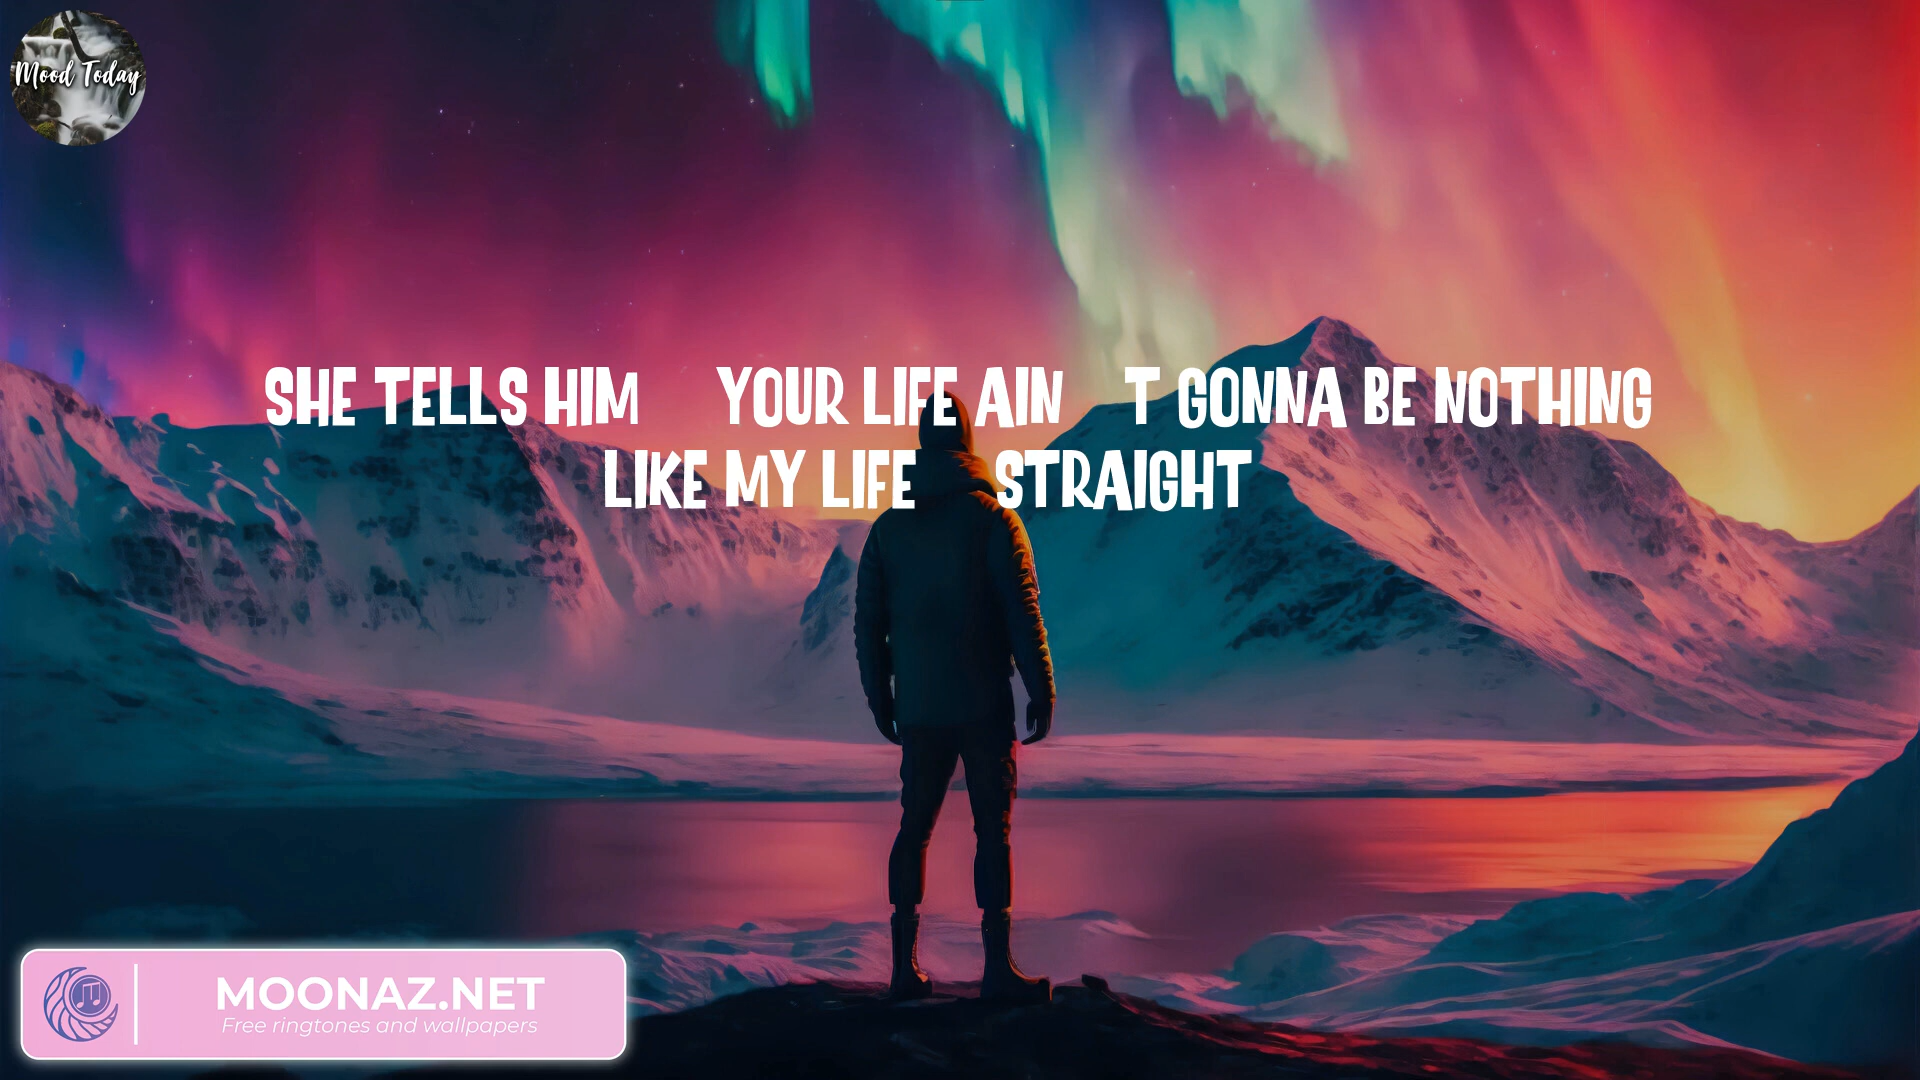 Mood Today
SHE TELLS HIM YOUR LIFE AIN T GONNA BE NOTHING
LIKE MY LIFE STRAIGHT
MOONAZ.NET
Free ringtones and wallpapers